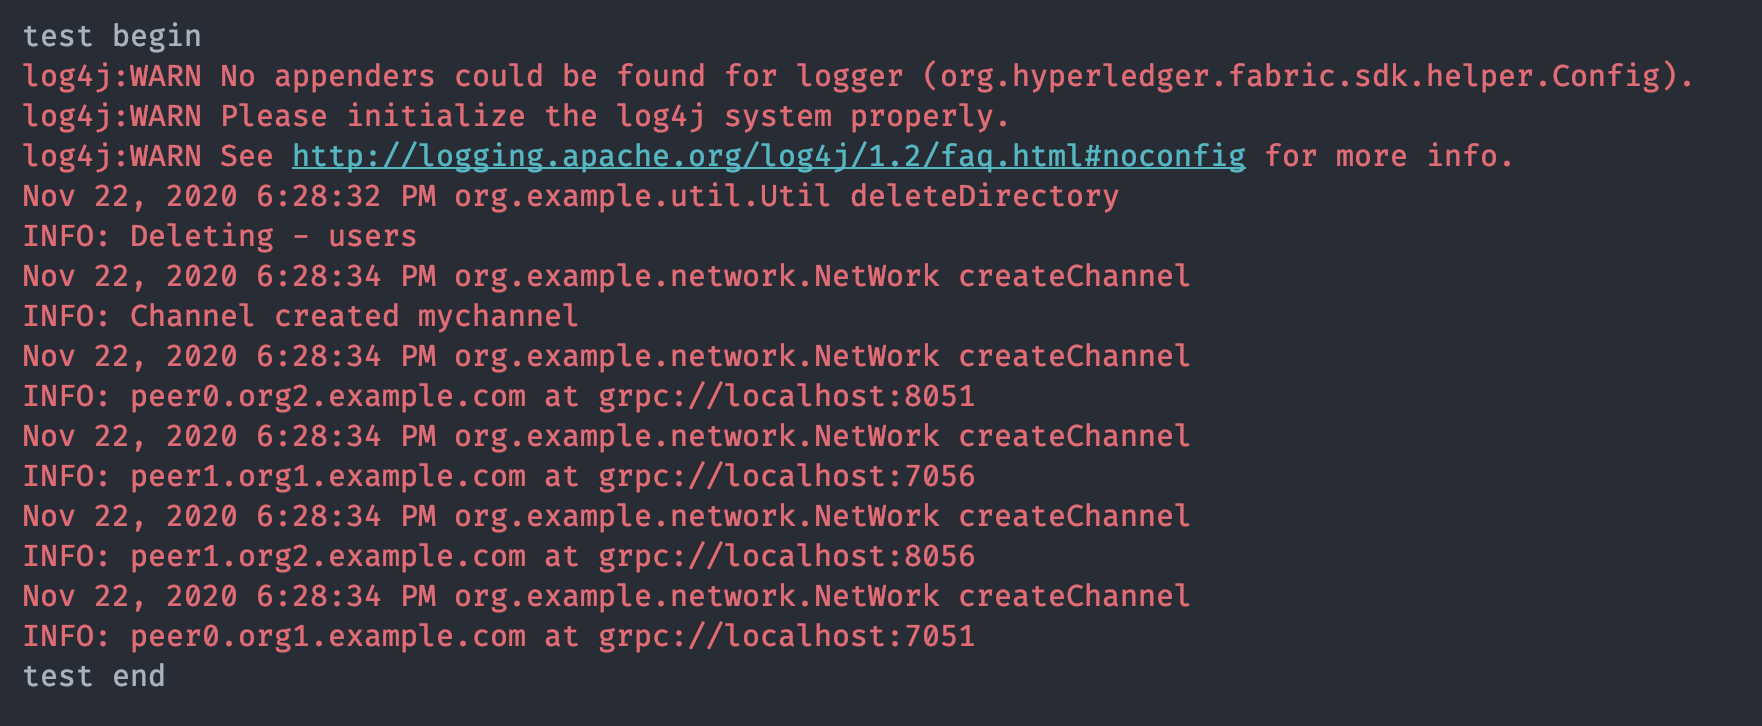 test begin
log4j:WARN No appenders could be found for logger (org.hyperledger.fabric.sdk.helper.Config).
log4j:WARN Please initialize the log4j system properly.
log4j:WARN See http://logging.apache.org/log4j/1.2/faq.html#noconfig for more info.
Nov 22, 2020 6:28:32 PM org.example.util.Util deleteDirectory
INFO: Deleting - users
Nov 22, 2020 6:28:34 PM org.example.network.NetWork createChannel
INFO: Channel created mychannel
Nov 22, 2020 6:28:34 PM org.example.network.NetWork createChannel
INFO: peer0.org2.example.com at grpc://localhost:8051
Nov 22, 2020 6:28:34 PM org.example.network.NetWork createChannel
INFO: peer1.org1.example.com at grpc://localhost:7056
Nov 22, 2020 6:28:34 PM org.example.network.NetWork createChannel
INFO: peer1.org2.example.com at grpc://localhost:8056
Nov 22, 2020 6:28:34 PM org.example.network.NetWork createChannel
INFO: peer0.org1.example.com at grpc://localhost:7051
test end